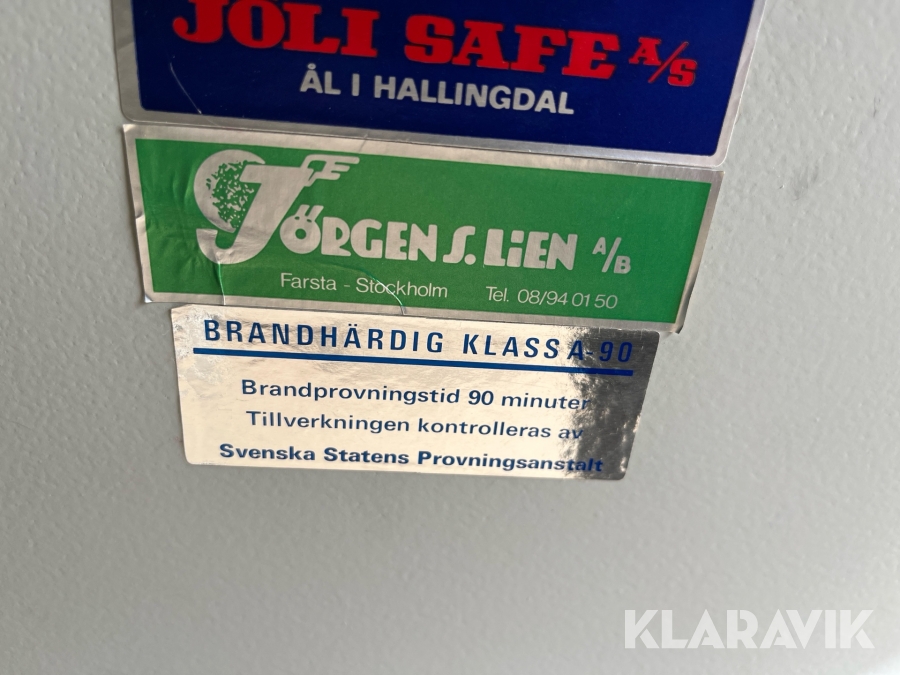 JOLI SAFE A/S
ÅL I HALLINGDAL
JÖRGEN S. LIEN A/B
Farsta - Stockholm Tel. 08/94 01 50
BRANDHÄRDIG KLASS A-90
Brandprovningstid 90 minuter
Tillverkningen kontrolleras av
Svenska Statens Provningsanstalt
KLARAVIK